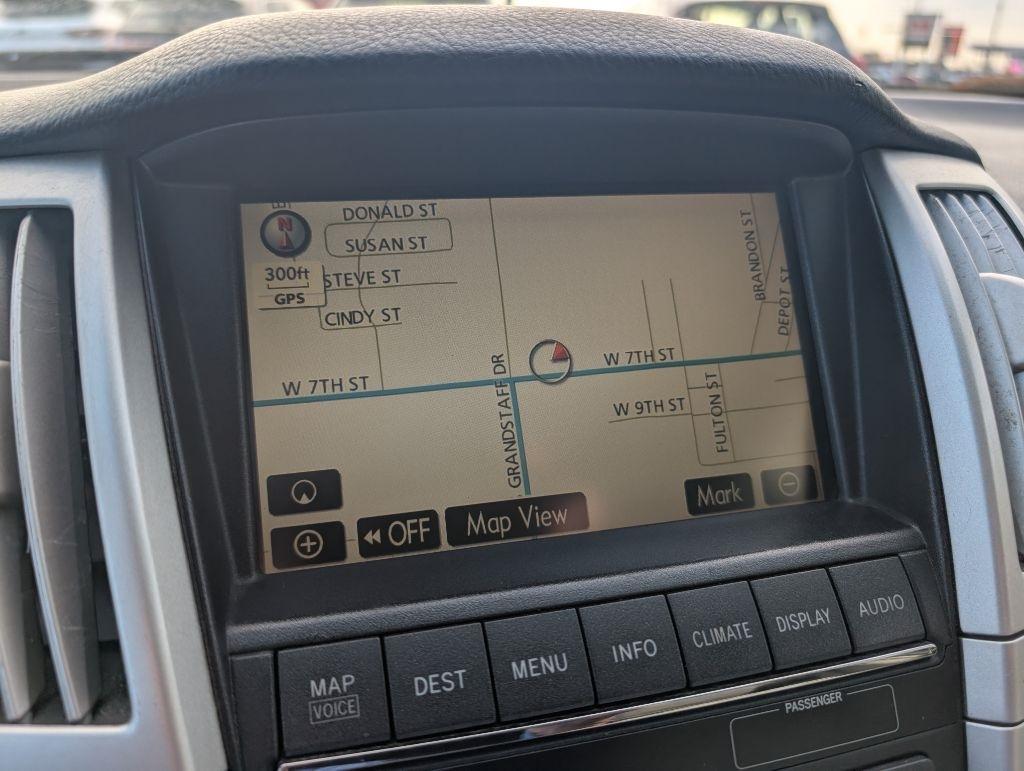 DONALD ST
N
SUSAN ST
BRANDON ST
300ft
STEVE ST
GPS
CINDY ST
DEPOT ST
W 7TH ST
GRANDSTAFF DR
W 7TH ST
W 9TH ST
FULTON ST
OFF
Map View
Mark
MAP
VOICE
DEST
MENU
INFO
CLIMATE
DISPLAY
AUDIO
PASSENGER